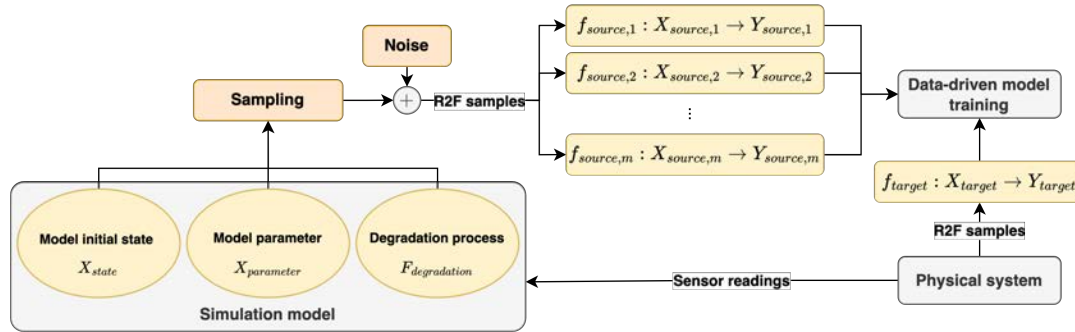 Noise
Sampling
+
R2F samples
f_{source,1} : X_{source,1} → Y_{source,1}
f_{source,2} : X_{source,2} → Y_{source,2}
⋮
f_{source,m} : X_{source,m} → Y_{source,m}
Data-driven model
training
f_{target} : X_{target} → Y_{target}
R2F samples
Physical system
Sensor readings
Model initial state
X_{state}
Model parameter
X_{parameter}
Degradation process
F_{degradation}
Simulation model